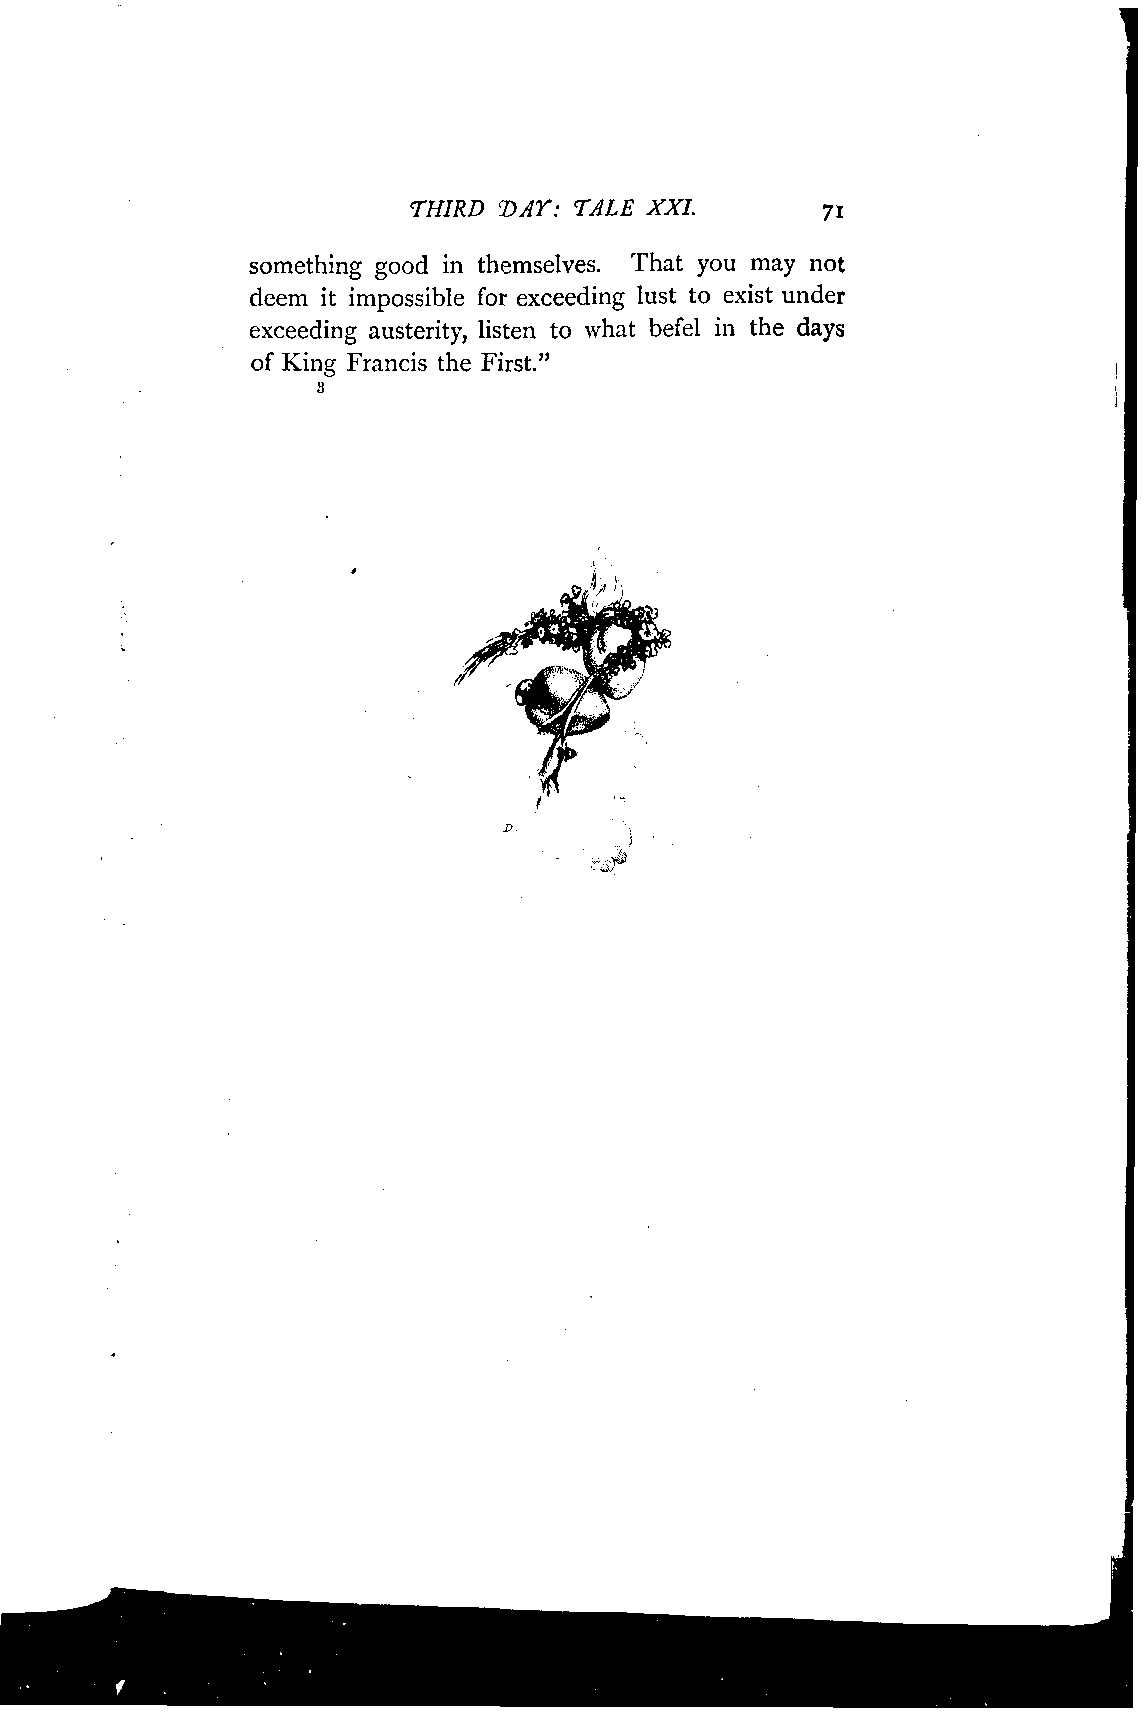 THIRD DAY: TALE XXI. 71
something good in themselves. That you may not
deem it impossible for exceeding lust to exist under
exceeding austerity, listen to what befel in the days
of King Francis the First."
3
D.